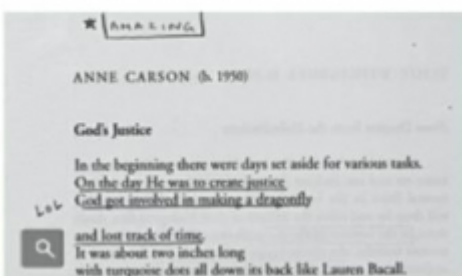 ★ AMAZING
ANNE CARSON (b. 1950)
God's Justice
In the beginning there were days set aside for various tasks.
On the day He was to create justice
God got involved in making a dragonfly
LOL
and lost track of time.
It was about two inches long
with turquoise dots all down its back like Lauren Bacall.